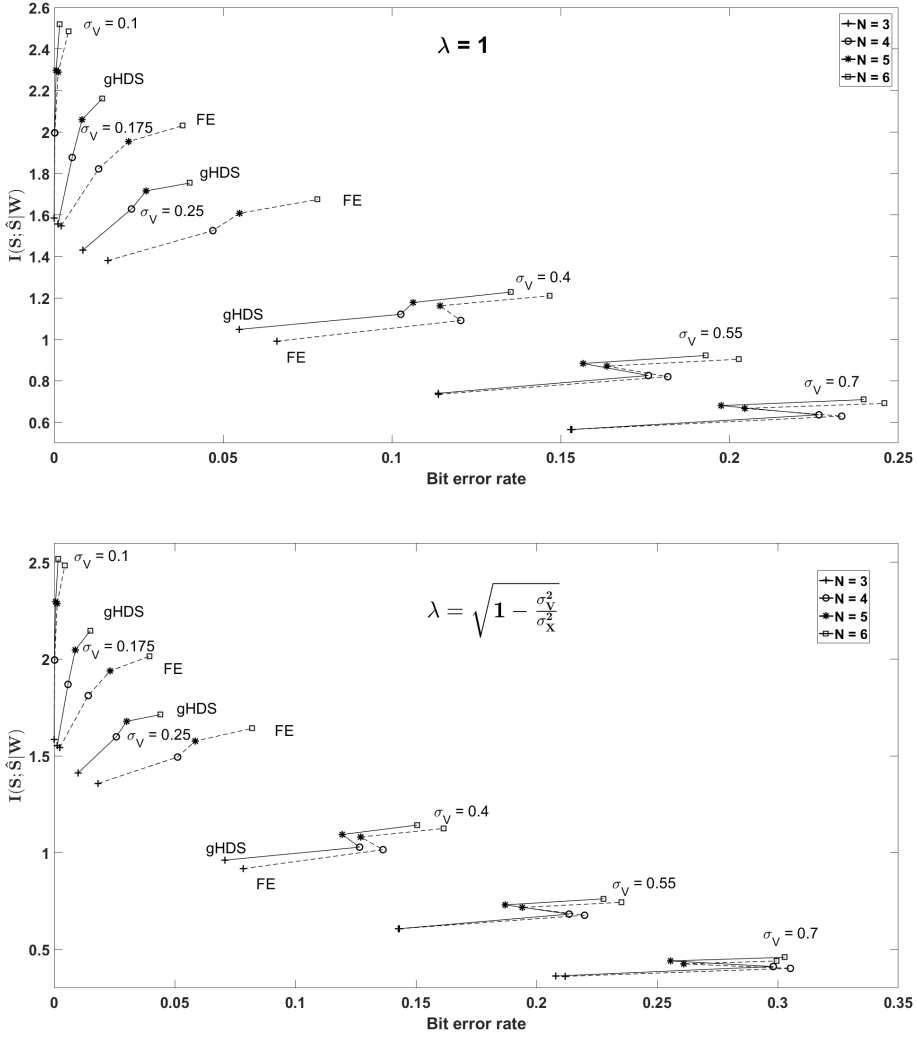 2.6
2.4
2.2
2
1.8
1.6
1.4
1.2
1
0.8
0.6
I(S; Ŝ|W)
λ = 1
N = 3
N = 4
N = 5
N = 6
σV = 0.1
gHDS
σV = 0.175
FE
gHDS
σV = 0.25
FE
σV = 0.4
gHDS
FE
σV = 0.55
σV = 0.7
0 0.05 0.1 0.15 0.2 0.25
Bit error rate
2.5
2
1.5
1
0.5
I(S; Ŝ|W)
λ = √(1 − σ²V/σ²X)
N = 3
N = 4
N = 5
N = 6
σV = 0.1
gHDS
σV = 0.175
FE
gHDS
σV = 0.25
FE
σV = 0.4
gHDS
FE
σV = 0.55
σV = 0.7
0 0.05 0.1 0.15 0.2 0.25 0.3 0.35
Bit error rate